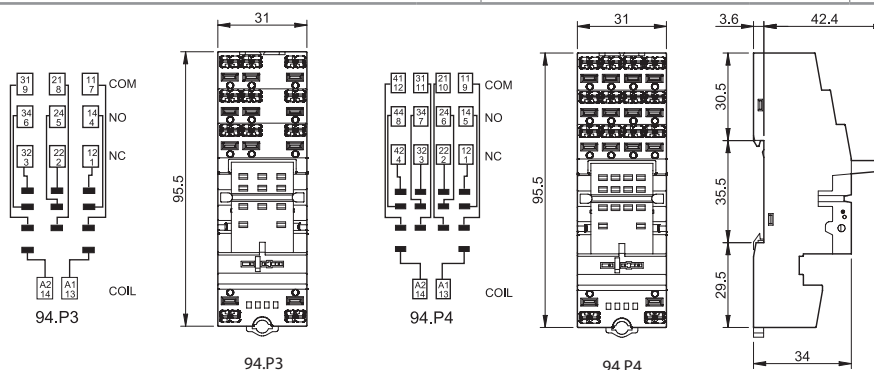 31 31 3.6 42.4
31 21 11 COM
9 8 7
34 24 14 NO
6 5 4
32 22 12 NC
3 2 1
A2 A1 COIL
14 13
94.P3
95.5
94.P3
41 31 21 11 COM
12 11 10 9
44 34 24 14 NO
8 7 6 5
42 32 22 12 NC
4 3 2 1
A2 A1 COIL
14 13
94.P4
95.5
94.P4
30.5
35.5
29.5
34